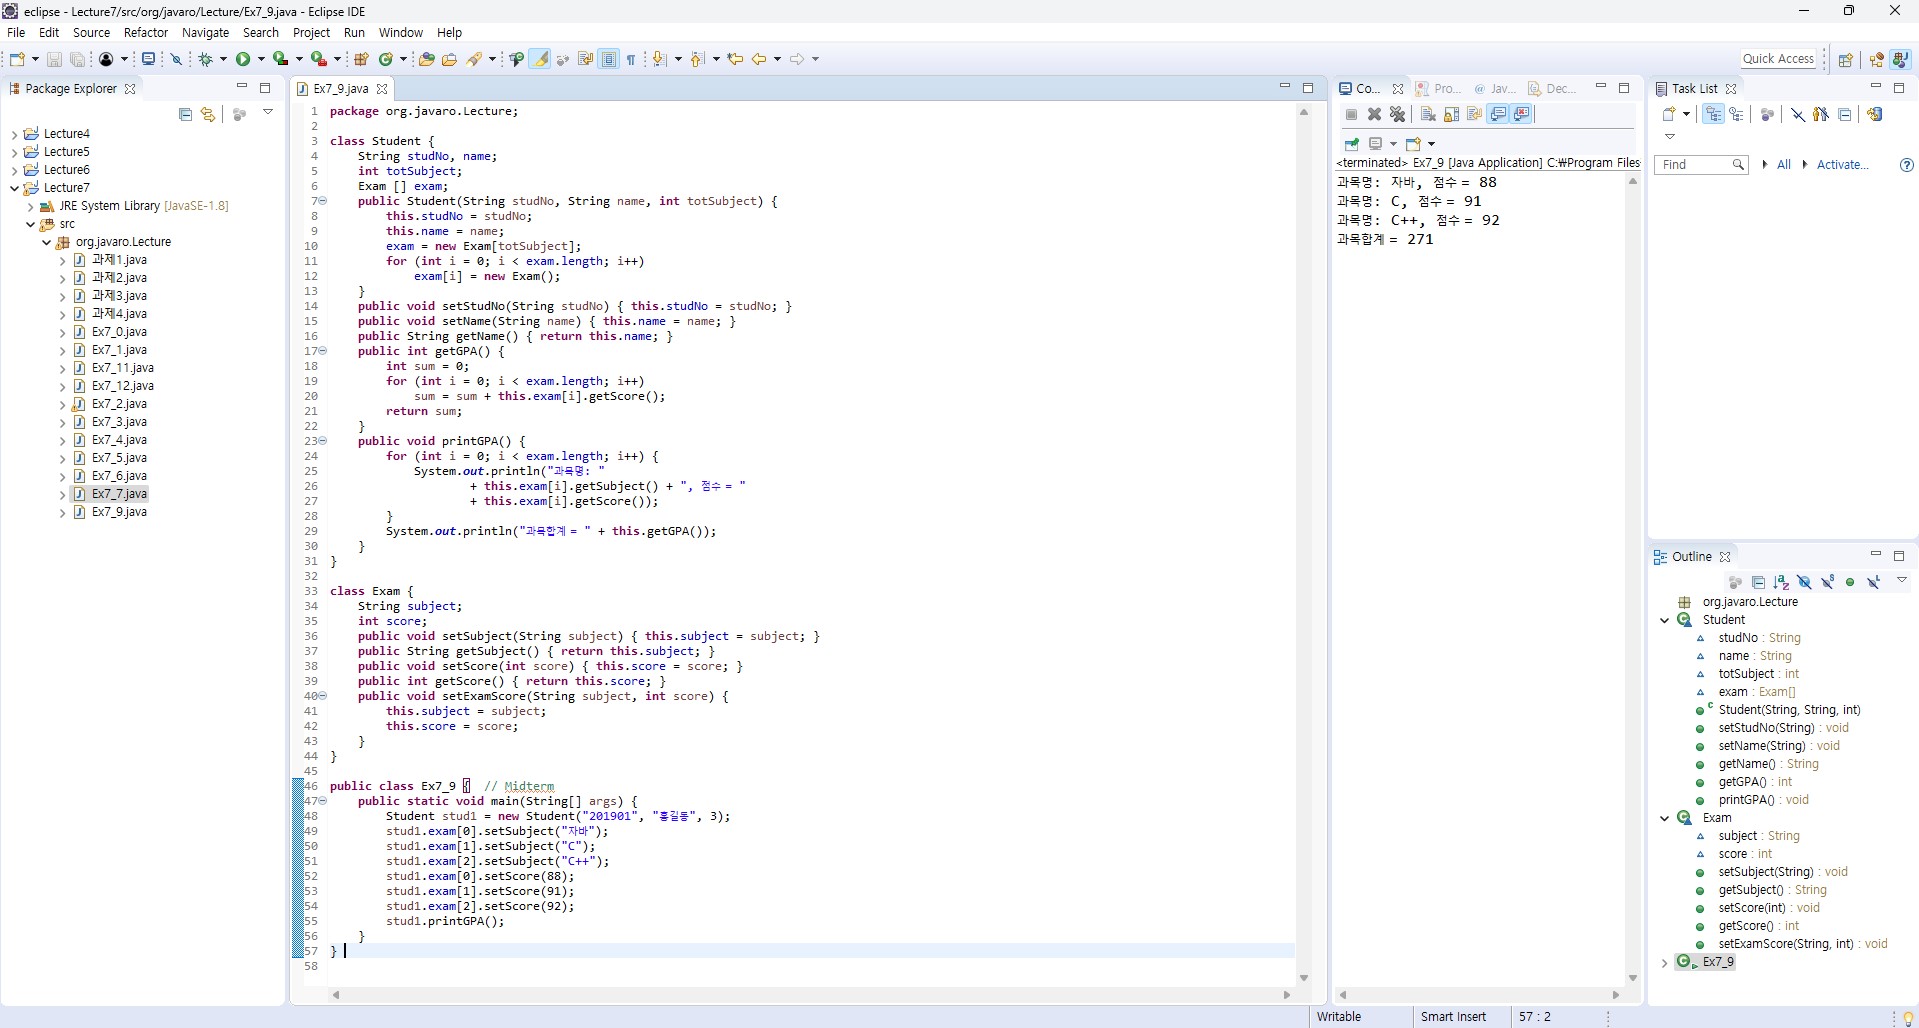 eclipse - Lecture7/src/org/javaro/Lecture/Ex7_9.java - Eclipse IDE
File Edit Source Refactor Navigate Search Project Run Window Help
Quick Access
Package Explorer
Lecture4
Lecture5
Lecture6
Lecture7
JRE System Library [JavaSE-1.8]
src
org.javaro.Lecture
과제1.java
과제2.java
과제3.java
과제4.java
Ex7_0.java
Ex7_1.java
Ex7_11.java
Ex7_12.java
Ex7_2.java
Ex7_3.java
Ex7_4.java
Ex7_5.java
Ex7_6.java
Ex7_7.java
Ex7_9.java
Ex7_9.java
1 package org.javaro.Lecture;
2
3 class Student {
4 String studNo, name;
5 int totSubject;
6 Exam [] exam;
7 public Student(String studNo, String name, int totSubject) {
8 this.studNo = studNo;
9 this.name = name;
10 exam = new Exam[totSubject];
11 for (int i = 0; i < exam.length; i++)
12 exam[i] = new Exam();
13 }
14 public void setStudNo(String studNo) { this.studNo = studNo; }
15 public void setName(String name) { this.name = name; }
16 public String getName() { return this.name; }
17 public int getGPA() {
18 int sum = 0;
19 for (int i = 0; i < exam.length; i++)
20 sum = sum + this.exam[i].getScore();
21 return sum;
22 }
23 public void printGPA() {
24 for (int i = 0; i < exam.length; i++) {
25 System.out.println("과목명: "
26 + this.exam[i].getSubject() + ", 점수 = "
27 + this.exam[i].getScore());
28 }
29 System.out.println("과목합계 = " + this.getGPA());
30 }
31 }
32
33 class Exam {
34 String subject;
35 int score;
36 public void setSubject(String subject) { this.subject = subject; }
37 public String getSubject() { return this.subject; }
38 public void setScore(int score) { this.score = score; }
39 public int getScore() { return this.score; }
40 public void setExamScore(String subject, int score) {
41 this.subject = subject;
42 this.score = score;
43 }
44 }
45
46 public class Ex7_9 { // Midterm
47 public static void main(String[] args) {
48 Student stud1 = new Student("201901", "홍길동", 3);
49 stud1.exam[0].setSubject("자바");
50 stud1.exam[1].setSubject("C");
51 stud1.exam[2].setSubject("C++");
52 stud1.exam[0].setScore(88);
53 stud1.exam[1].setScore(91);
54 stud1.exam[2].setScore(92);
55 stud1.printGPA();
56 }
57 }
58
Co... Pro... Jav... Dec...
<terminated> Ex7_9 [Java Application] C:₩Program Files
과목명: 자바, 점수 = 88
과목명: C, 점수 = 91
과목명: C++, 점수 = 92
과목합계 = 271
Task List
Find All Activate...
Outline
org.javaro.Lecture
Student
studNo : String
name : String
totSubject : int
exam : Exam[]
Student(String, String, int)
setStudNo(String) : void
setName(String) : void
getName() : String
getGPA() : int
printGPA() : void
Exam
subject : String
score : int
setSubject(String) : void
getSubject() : String
setScore(int) : void
getScore() : int
setExamScore(String, int) : void
Ex7_9
Writable Smart Insert 57 : 2